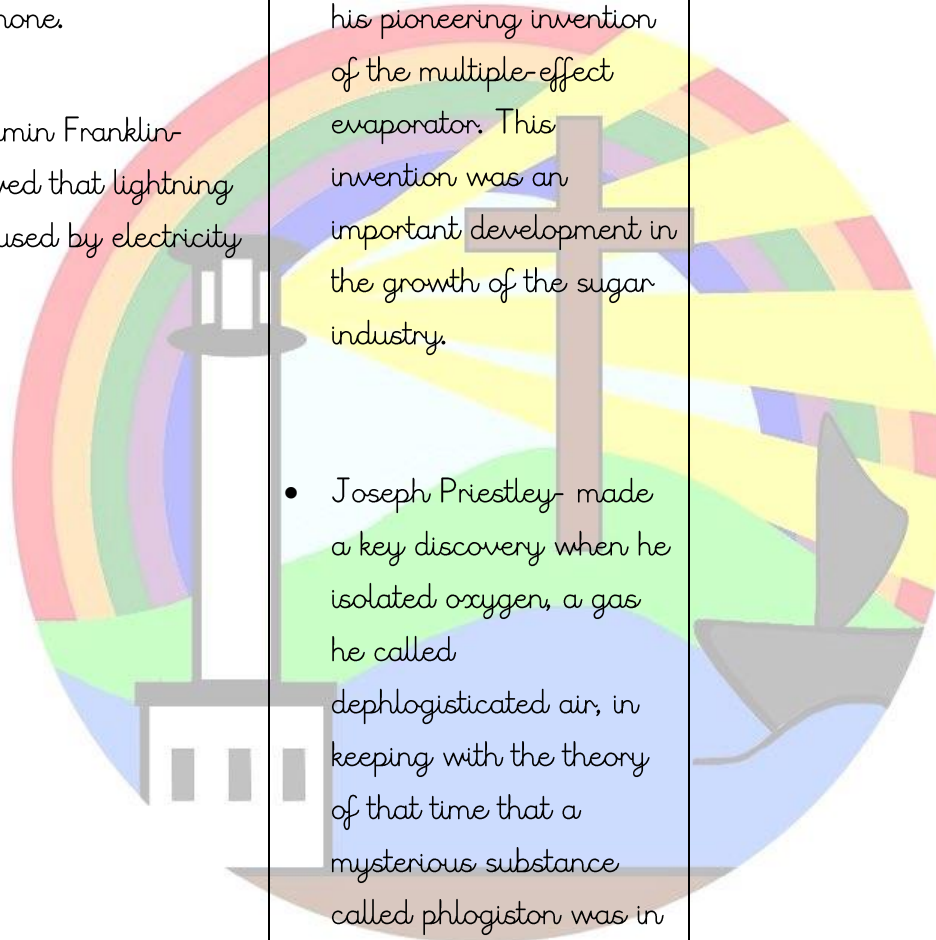 none.
min Franklin-
ved that lightning
used by electricity
his pioneering invention
of the multiple-effect
evaporator. This
invention was an
important development in
the growth of the sugar
industry.
• Joseph Priestley- made
a key discovery when he
isolated oxygen, a gas
he called
dephlogisticated air, in
keeping with the theory
of that time that a
mysterious substance
called phlogiston was in